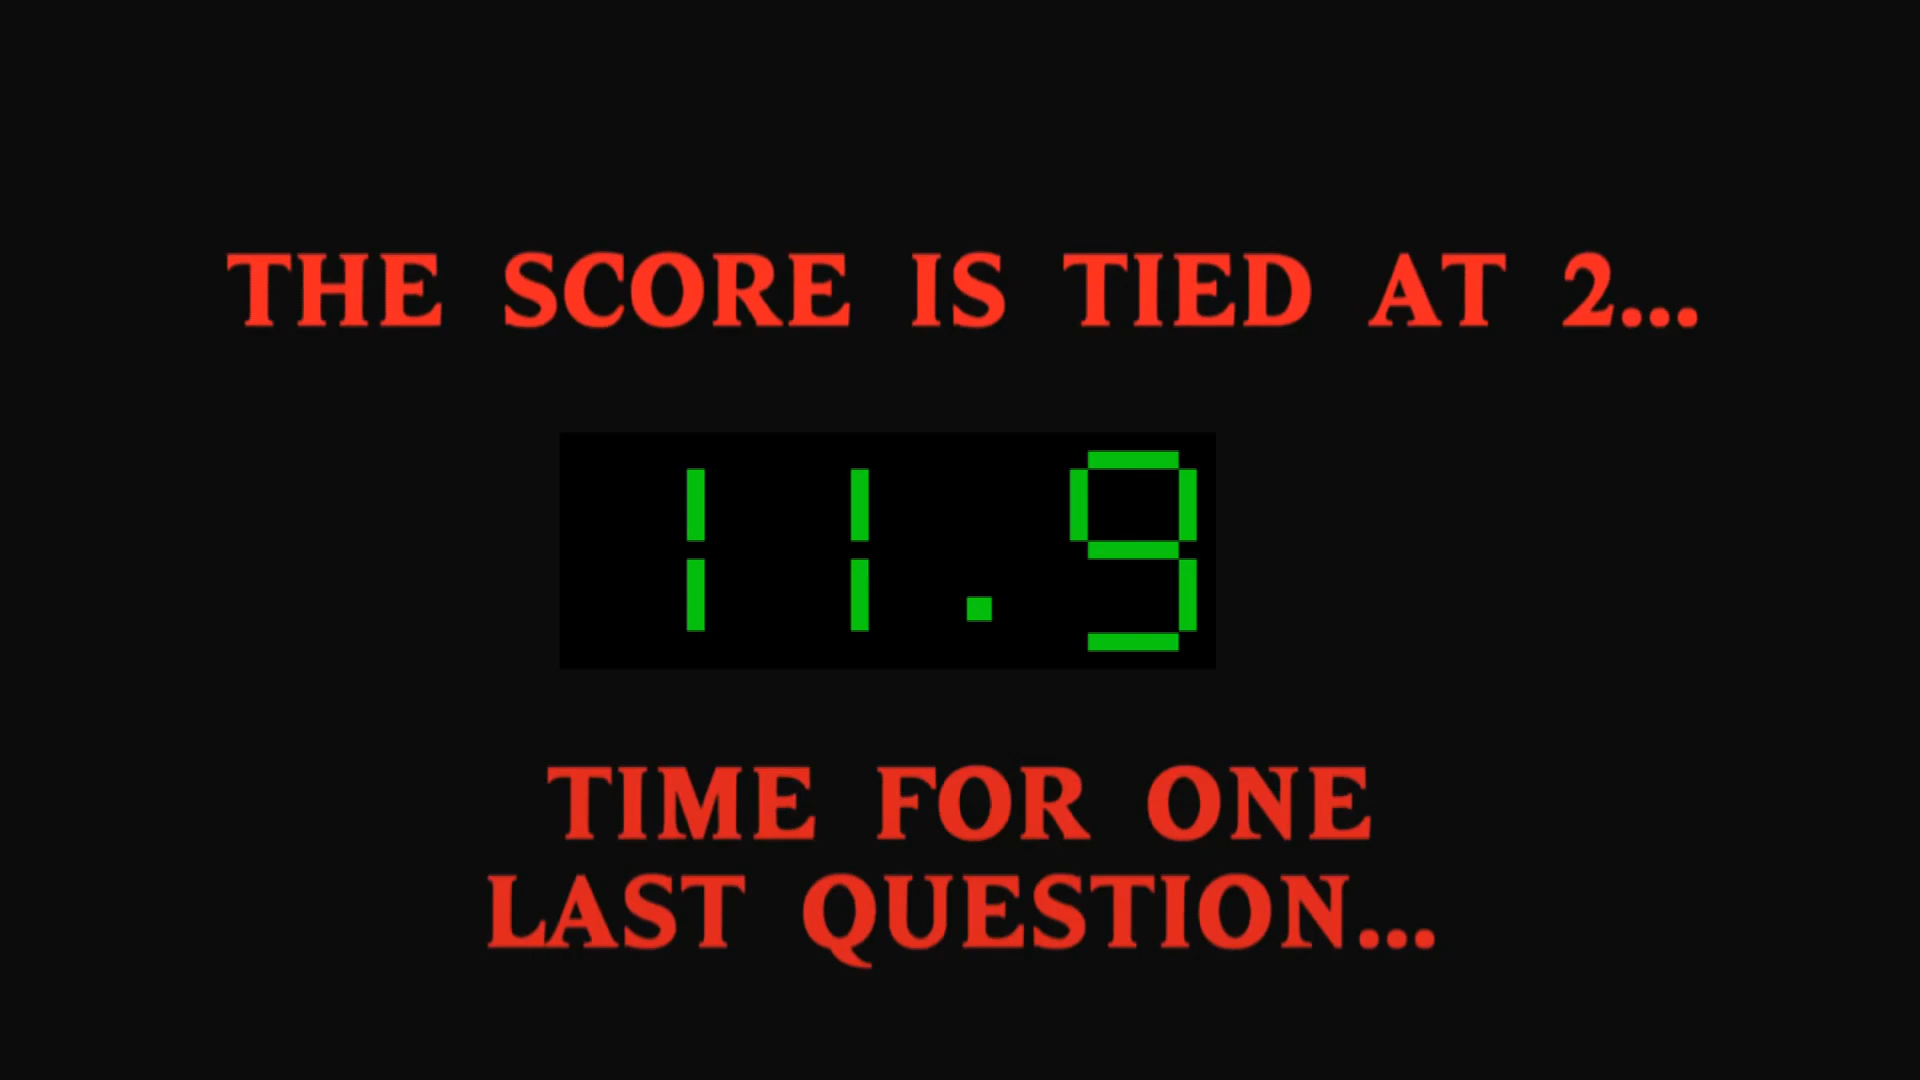 THE SCORE IS TIED AT 2...
11.9
TIME FOR ONE
LAST QUESTION...